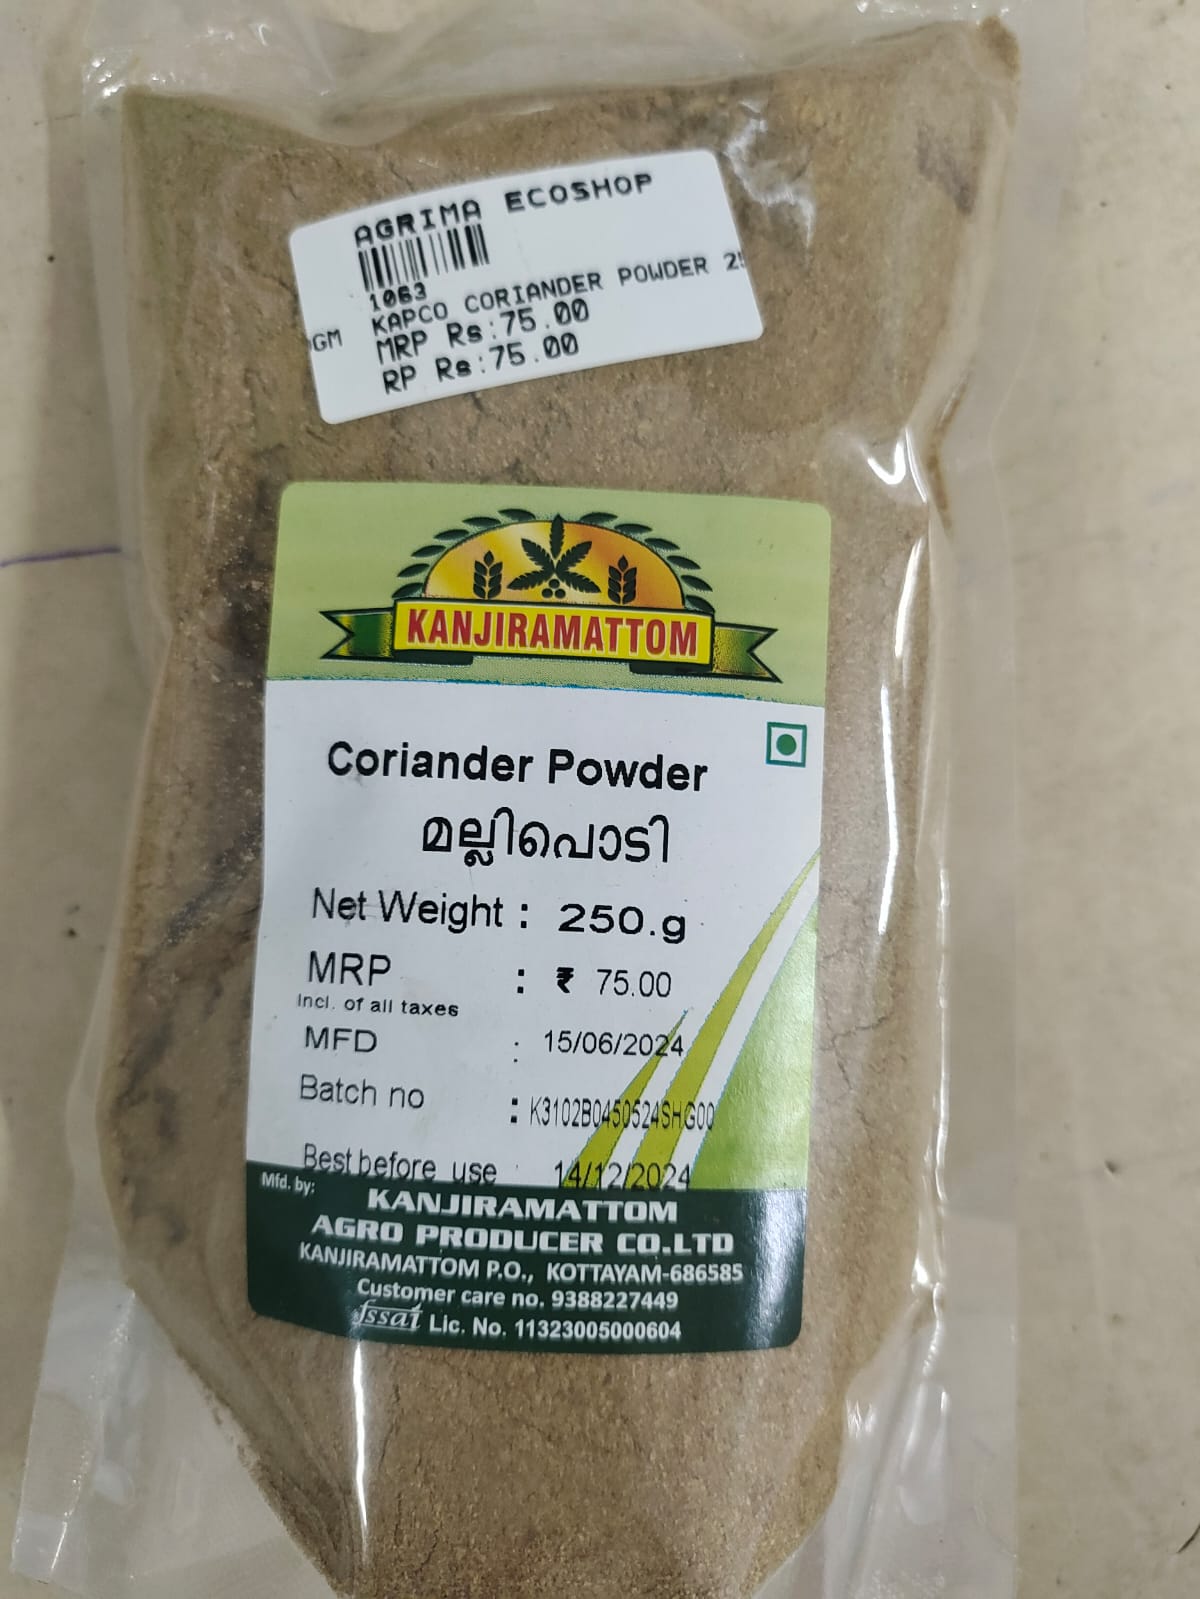 AGRIMA ECOSHOP
1063
KAPCO CORIANDER POWDER
GM
MRP Rs:75.00
RP Rs:75.00
KANJIRAMATTOM
Coriander Powder
മല്ലിപൊടി
Net Weight : 250.g
MRP : ₹ 75.00
Incl. of all taxes
MFD : 15/06/2024
Batch no : K3102B0450524SHG00
Best before use : 14/12/2024
Mfd. by:
KANJIRAMATTOM
AGRO PRODUCER CO.LTD
KANJIRAMATTOM P.O., KOTTAYAM-686585
Customer care no. 9388227449
fssai Lic. No. 11323005000604